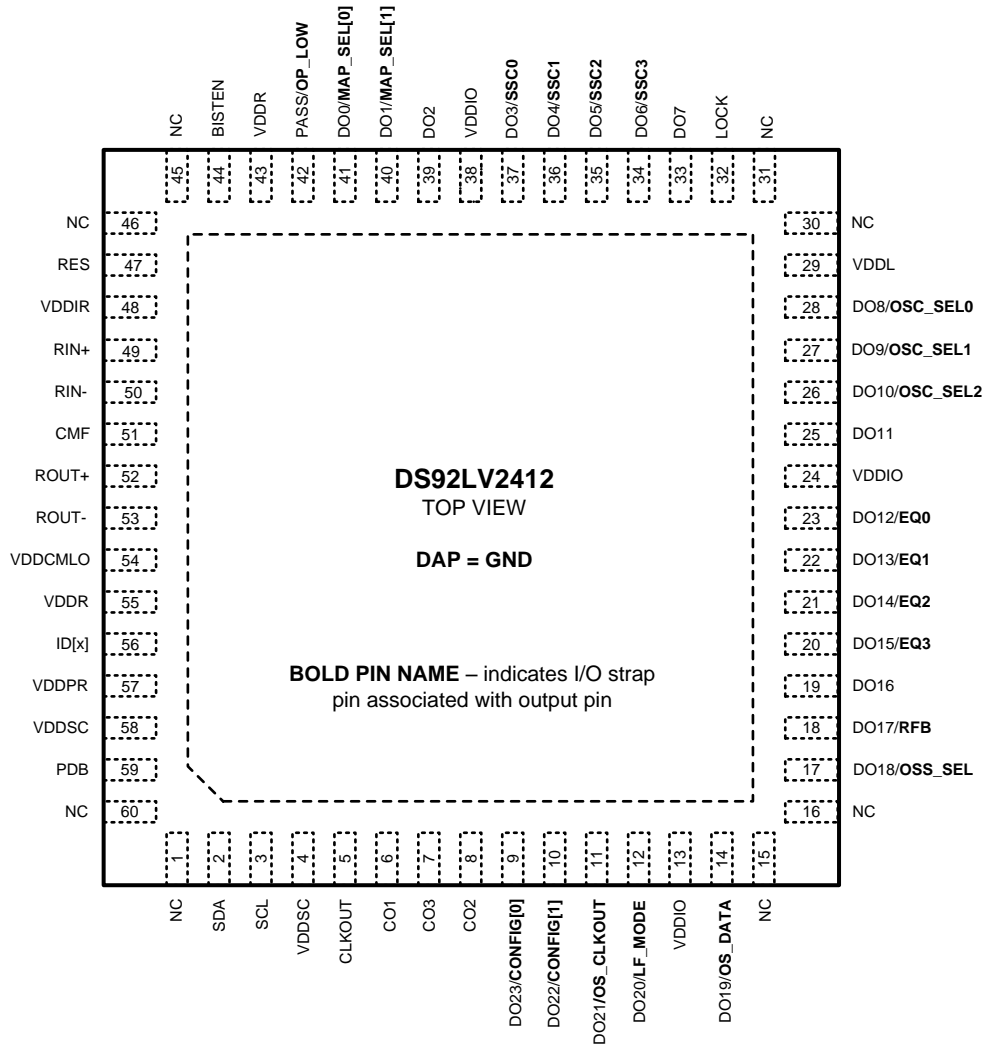 NC
BISTEN
VDDR
PASS/OP_LOW
DO0/MAP_SEL[0]
DO1/MAP_SEL[1]
DO2
VDDIO
DO3/SSC0
DO4/SSC1
DO5/SSC2
DO6/SSC3
DO7
LOCK
NC
45
44
43
42
41
40
39
38
37
36
35
34
33
32
31
NC 46
RES 47
VDDIR 48
RIN+ 49
RIN- 50
CMF 51
ROUT+ 52
ROUT- 53
VDDCMLO 54
VDDR 55
ID[x] 56
VDDPR 57
VDDSC 58
PDB 59
NC 60
DS92LV2412
TOP VIEW
DAP = GND
BOLD PIN NAME – indicates I/O strap
pin associated with output pin
30 NC
29 VDDL
28 DO8/OSC_SEL0
27 DO9/OSC_SEL1
26 DO10/OSC_SEL2
25 DO11
24 VDDIO
23 DO12/EQ0
22 DO13/EQ1
21 DO14/EQ2
20 DO15/EQ3
19 DO16
18 DO17/RFB
17 DO18/OSS_SEL
16 NC
1
2
3
4
5
6
7
8
9
10
11
12
13
14
15
NC
SDA
SCL
VDDSC
CLKOUT
CO1
CO3
CO2
DO23/CONFIG[0]
DO22/CONFIG[1]
DO21/OS_CLKOUT
DO20/LF_MODE
VDDIO
DO19/OS_DATA
NC